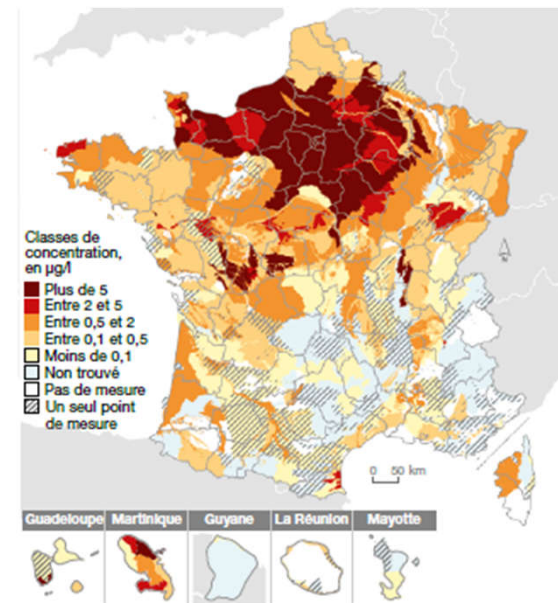 Classes de
concentration,
en µg/l
Plus de 5
Entre 2 et 5
Entre 0,5 et 2
Entre 0,1 et 0,5
Moins de 0,1
Non trouvé
Pas de mesure
Un seul point
de mesure
N
0 50 km
Guadeloupe Martinique Guyane La Réunion Mayotte